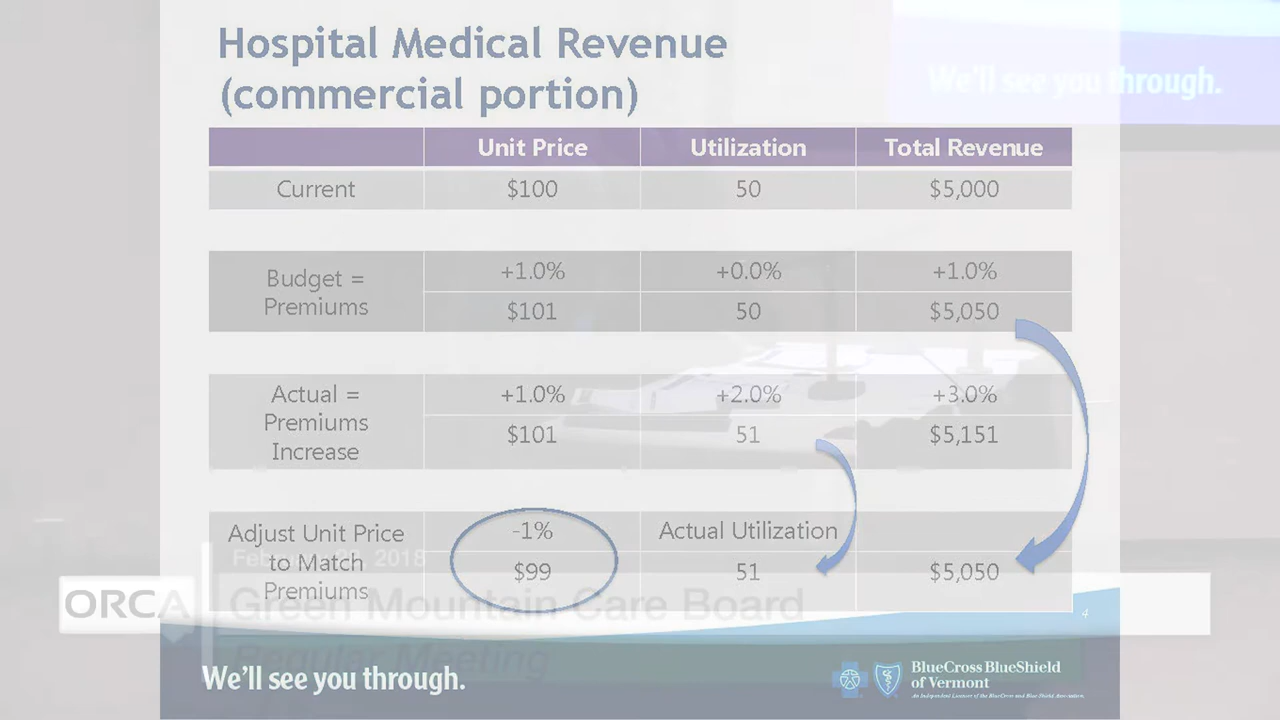 Hospital Medical Revenue
(commercial portion)
We'll see you through.
Unit Price Utilization Total Revenue
Current $100 50 $5,000
Budget =
Premiums
+1.0% +0.0% +1.0%
$101 50 $5,050
Actual =
Premiums
Increase
+1.0% +2.0% +3.0%
$101 51 $5,151
Adjust Unit Price
to Match
Premiums
-1% Actual Utilization
$99 51 $5,050
2018
ORCA
Green Mountain Care Board
Regular Meeting
4
We'll see you through.
BlueCross BlueShield
of Vermont
An Independent Licensee of the BlueCross and Blue Shield Association.